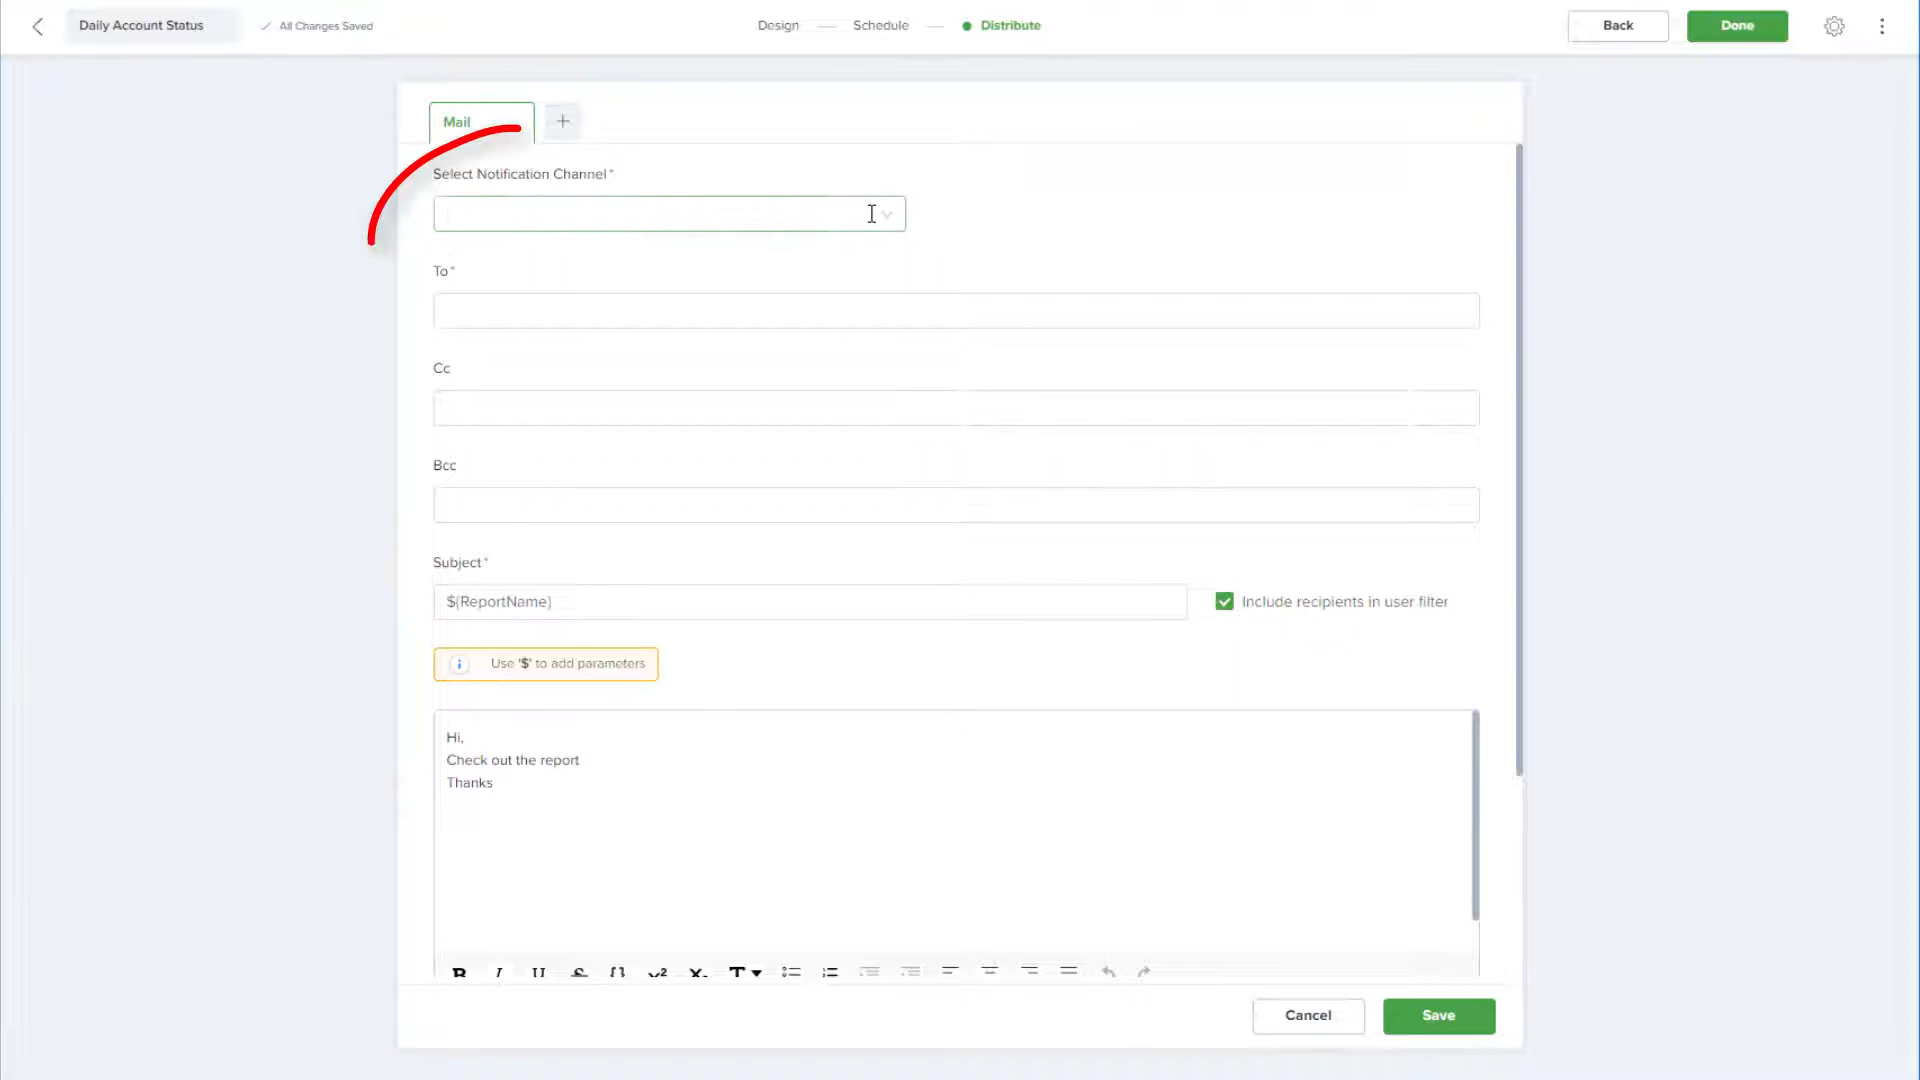 Daily Account Status
All Changes Saved
Design
Schedule
Distribute
Back
Done
Mail
Select Notification Channel*
To*
Cc
Bcc
Subject*
${ReportName}
Include recipients in user filter
Use '$' to add parameters
Hi,
Check out the report
Thanks
Cancel
Save